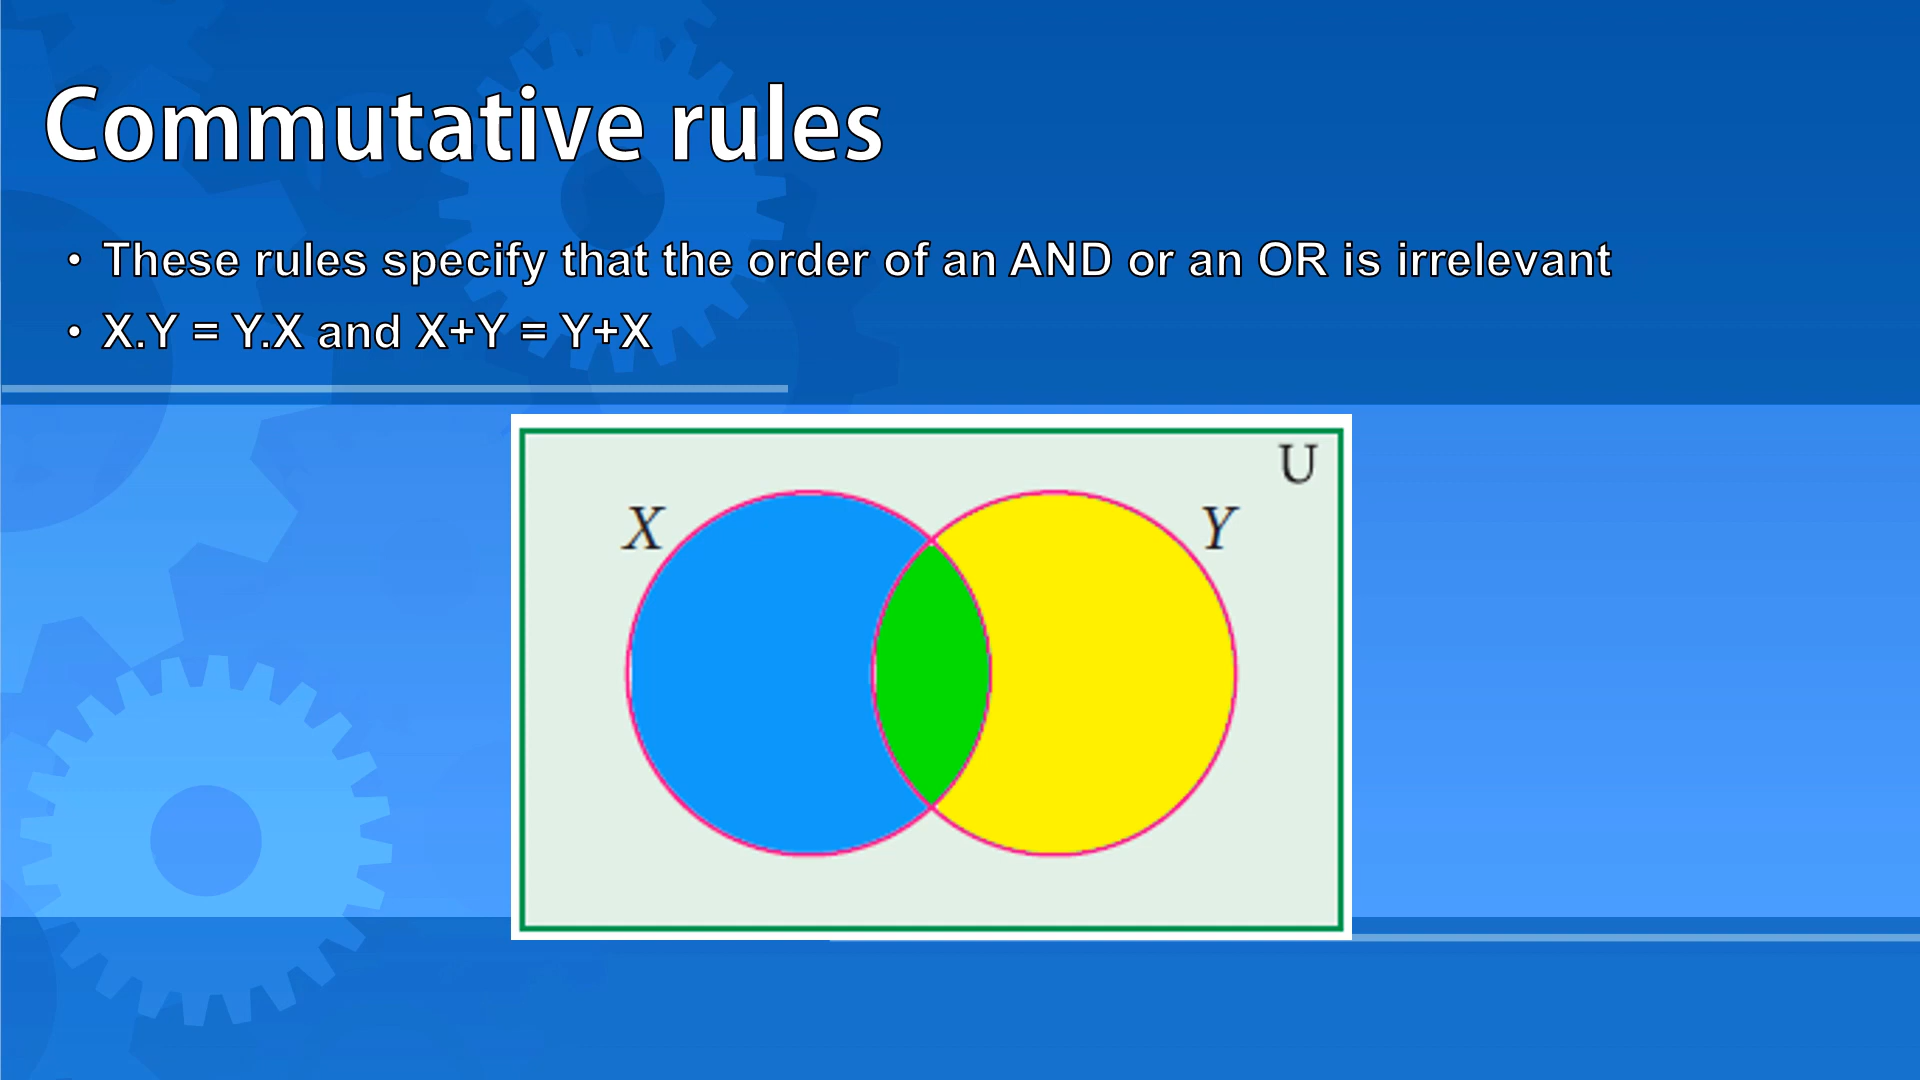 Commutative rules
• These rules specify that the order of an AND or an OR is irrelevant
• X.Y = Y.X and X+Y = Y+X
U
X
Y